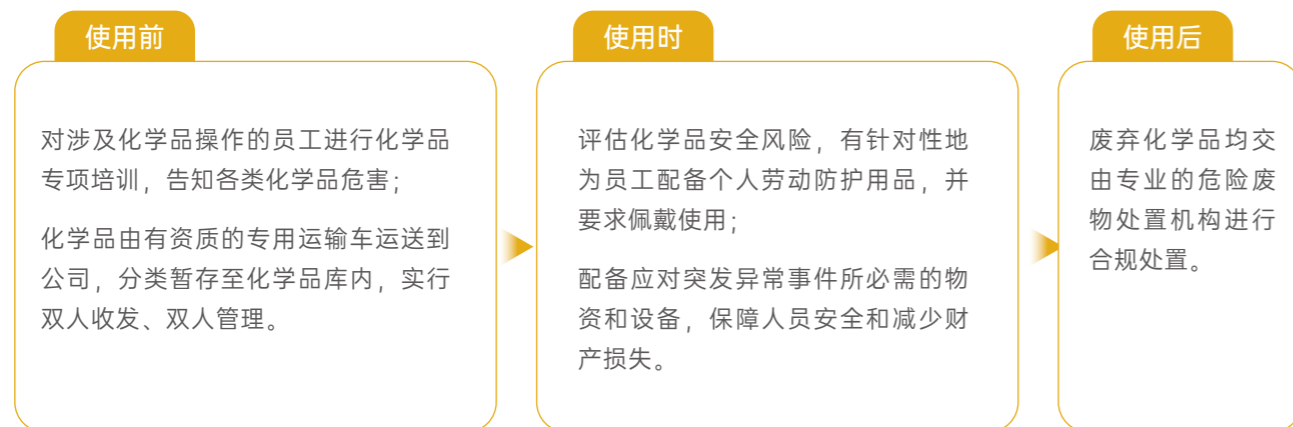 使用前
对涉及化学品操作的员工进行化学品
专项培训，告知各类化学品危害；
化学品由有资质的专用运输车运送到
公司，分类暂存至化学品库内，实行
双人收发、双人管理。
使用时
评估化学品安全风险，有针对性地
为员工配备个人劳动防护用品，并
要求佩戴使用；
配备应对突发异常事件所必需的物
资和设备，保障人员安全和减少财
产损失。
使用后
废弃化学品均交
由专业的危险废
物处置机构进行
合规处置。